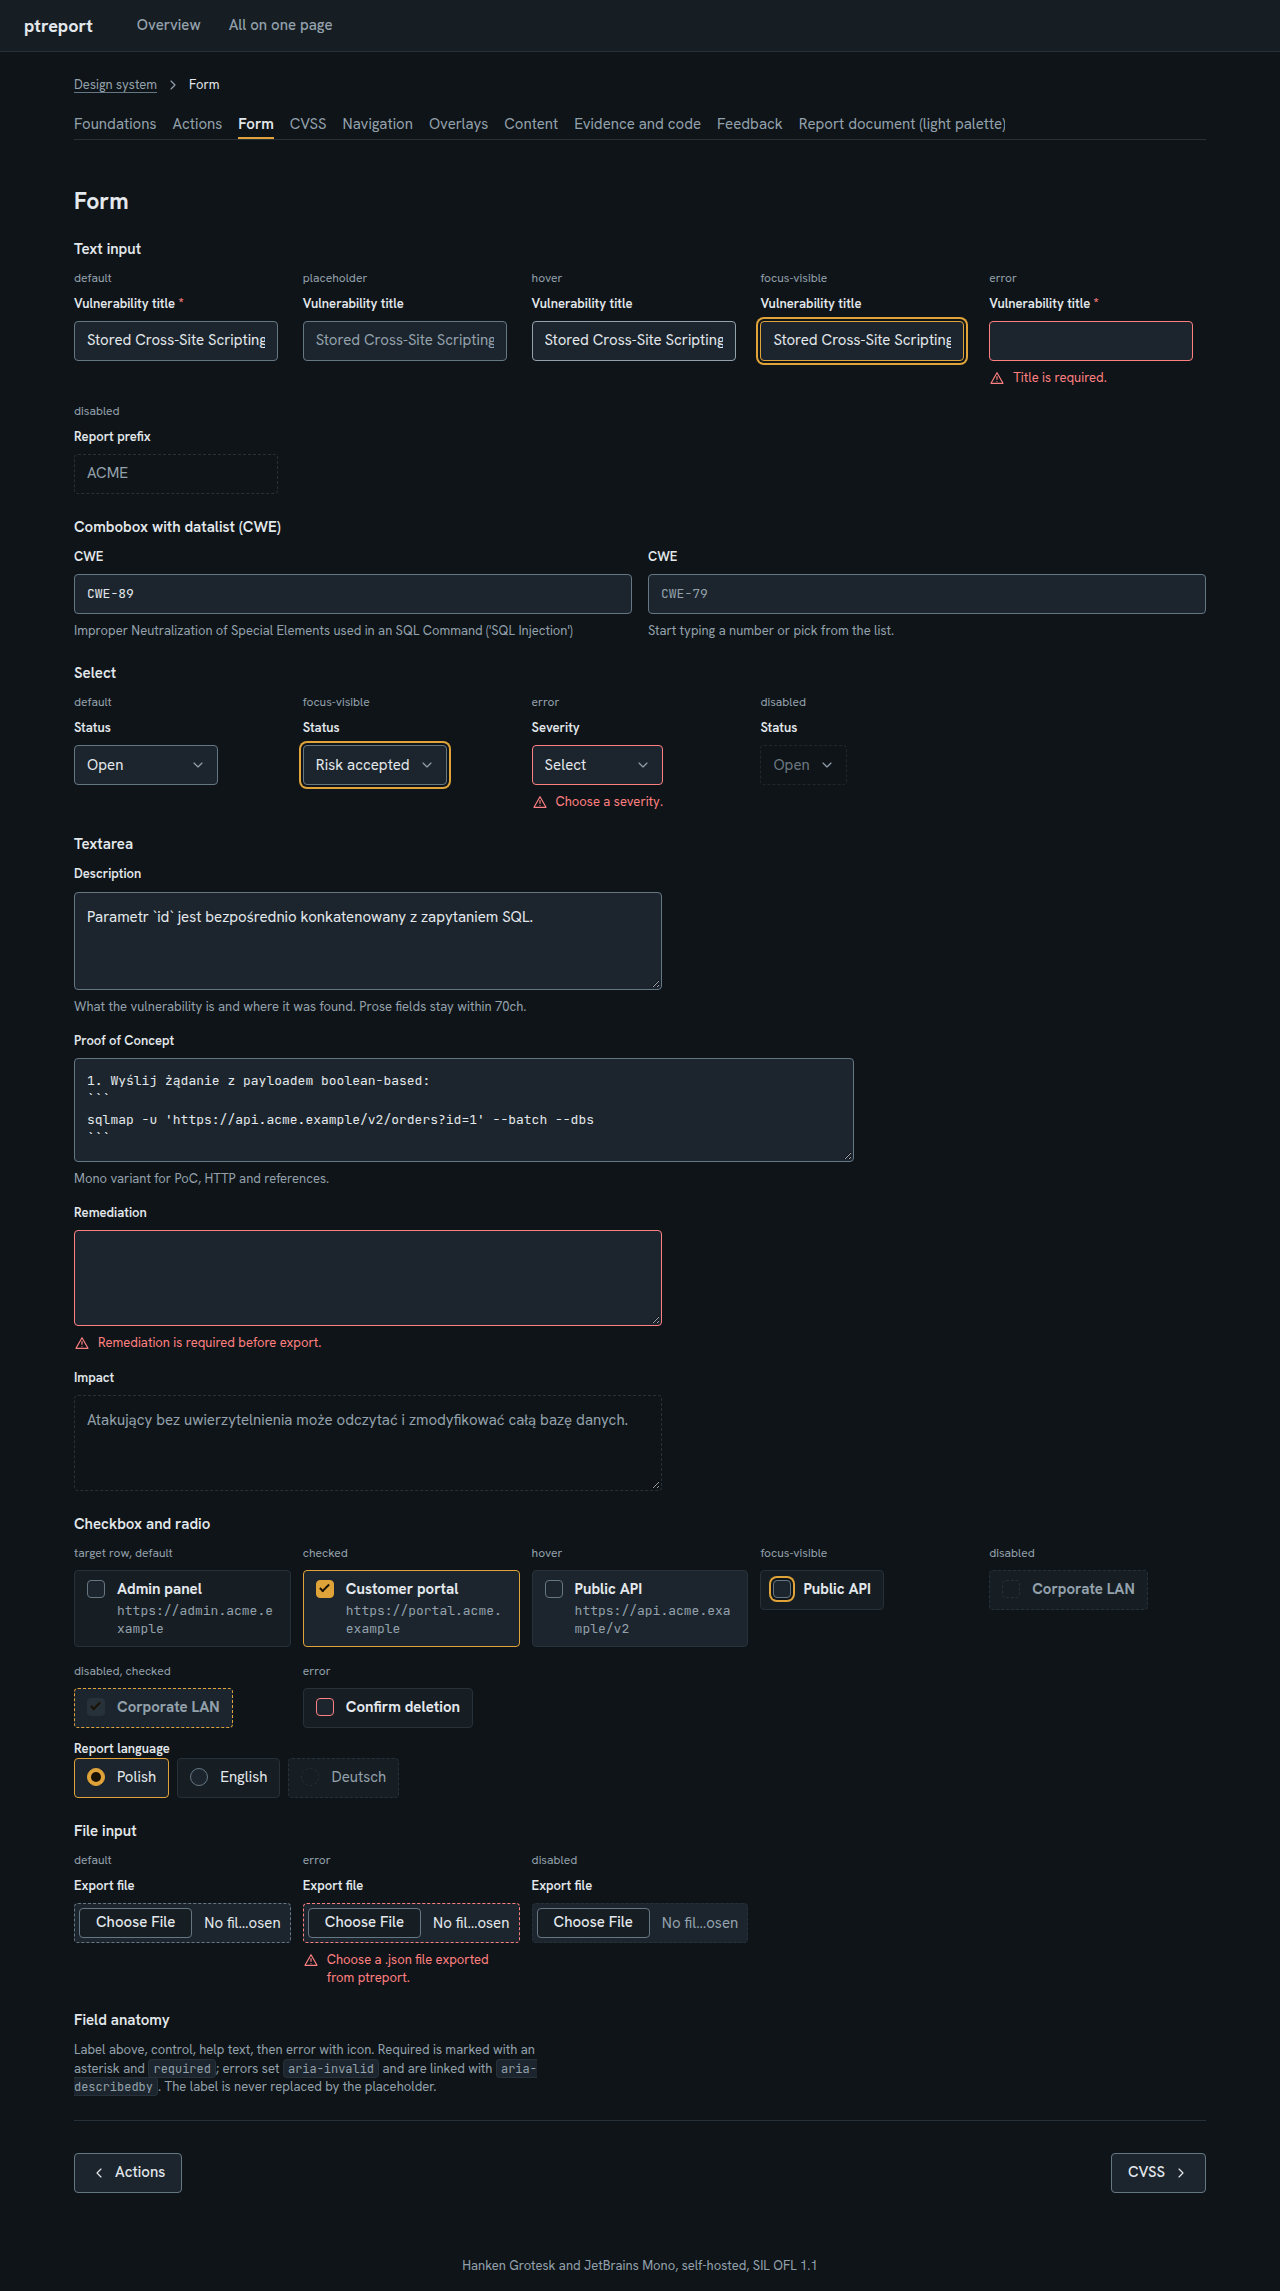 ptreport Overview All on one page
Design system > Form
Foundations Actions Form CVSS Navigation Overlays Content Evidence and code Feedback Report document (light palette)
Form
Text input
default placeholder hover focus-visible error
Vulnerability title * Vulnerability title Vulnerability title Vulnerability title Vulnerability title *
Stored Cross-Site Scripting Stored Cross-Site Scripting Stored Cross-Site Scripting Stored Cross-Site Scripting
Title is required.
disabled
Report prefix
ACME
Combobox with datalist (CWE)
CWE CWE
CWE-89 CWE-79
Improper Neutralization of Special Elements used in an SQL Command ('SQL Injection') Start typing a number or pick from the list.
Select
default focus-visible error disabled
Status Status Severity Status
Open Risk accepted Select Open
Choose a severity.
Textarea
Description
Parametr `id` jest bezpośrednio konkatenowany z zapytaniem SQL.
What the vulnerability is and where it was found. Prose fields stay within 70ch.
Proof of Concept
1. Wyślij żądanie z payloadem boolean-based:
```
sqlmap -u 'https://api.acme.example/v2/orders?id=1' --batch --dbs
```
Mono variant for PoC, HTTP and references.
Remediation
Remediation is required before export.
Impact
Atakujący bez uwierzytelnienia może odczytać i zmodyfikować całą bazę danych.
Checkbox and radio
target row, default checked hover focus-visible disabled
Admin panel Customer portal Public API Public API Corporate LAN
https://admin.acme.e https://portal.acme. https://api.acme.exa
xample example mple/v2
disabled, checked error
Corporate LAN Confirm deletion
Report language
Polish English Deutsch
File input
default error disabled
Export file Export file Export file
Choose File No fil...osen Choose File No fil...osen Choose File No fil...osen
Choose a .json file exported
from ptreport.
Field anatomy
Label above, control, help text, then error with icon. Required is marked with an
asterisk and required; errors set aria-invalid and are linked with aria-
describedby. The label is never replaced by the placeholder.
Actions CVSS
Hanken Grotesk and JetBrains Mono, self-hosted, SIL OFL 1.1